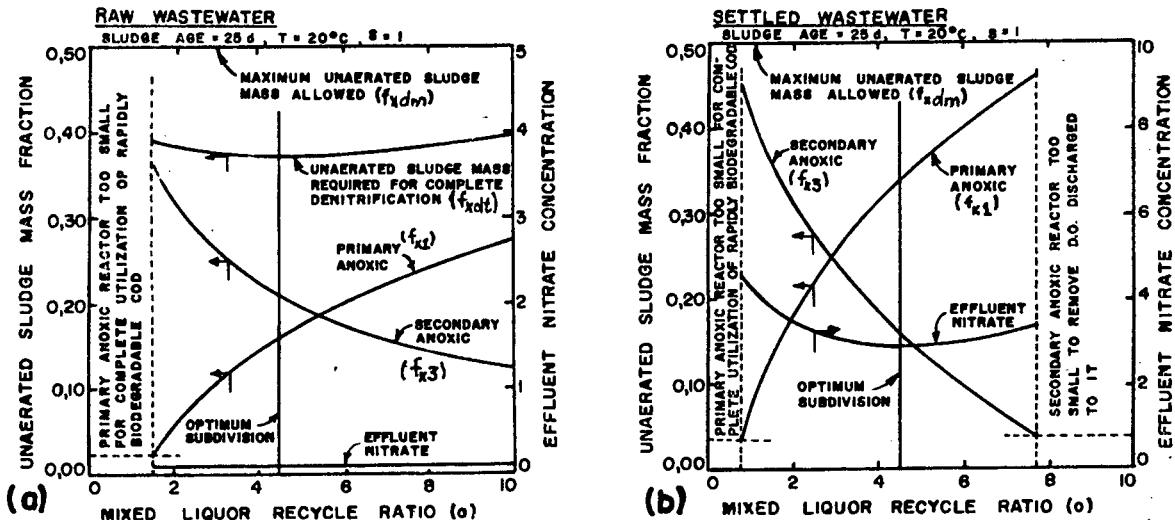 RAW WASTEWATER
SLUDGE AGE = 25 d, T = 20°C, S = 1
MAXIMUM UNAERATED SLUDGE
MASS ALLOWED (fxdm)
UNAERATED SLUDGE MASS
REQUIRED FOR COMPLETE
DENITRIFICATION (fxdt)
PRIMARY
ANOXIC
(fx1)
SECONDARY
ANOXIC
(fx3)
OPTIMUM
SUBDIVISION
EFFLUENT
NITRATE
PRIMARY ANOXIC REACTOR TOO SMALL
FOR COMPLETE UTILIZATION OF RAPIDLY
BIODEGRADABLE COD
UNAERATED SLUDGE MASS FRACTION
0,50
0,40
0,30
0,20
0,10
0,00
EFFLUENT NITRATE CONCENTRATION
5
4
3
2
1
0
0 2 4 6 8 10
(a)
MIXED LIQUOR RECYCLE RATIO (a)
SETTLED WASTEWATER
SLUDGE AGE = 25 d, T = 20°C, S = 1
MAXIMUM UNAERATED SLUDGE
MASS ALLOWED (fxdm)
SECONDARY
ANOXIC
(fx3)
PRIMARY
ANOXIC
(fx1)
EFFLUENT
NITRATE
OPTIMUM
SUBDIVISION
PRIMARY ANOXIC REACTOR TOO SMALL FOR COM-
PLETE UTILIZATION OF RAPIDLY BIODEGRADABLE COD
SECONDARY ANOXIC REACTOR TOO
SMALL TO REMOVE D.O. DISCHARGED
TO IT
UNAERATED SLUDGE MASS FRACTION
0,50
0,40
0,30
0,20
0,10
0,00
EFFLUENT NITRATE CONCENTRATION
10
8
6
4
2
0
0 2 4 6 8 10
(b)
MIXED LIQUOR RECYCLE RATIO (a)